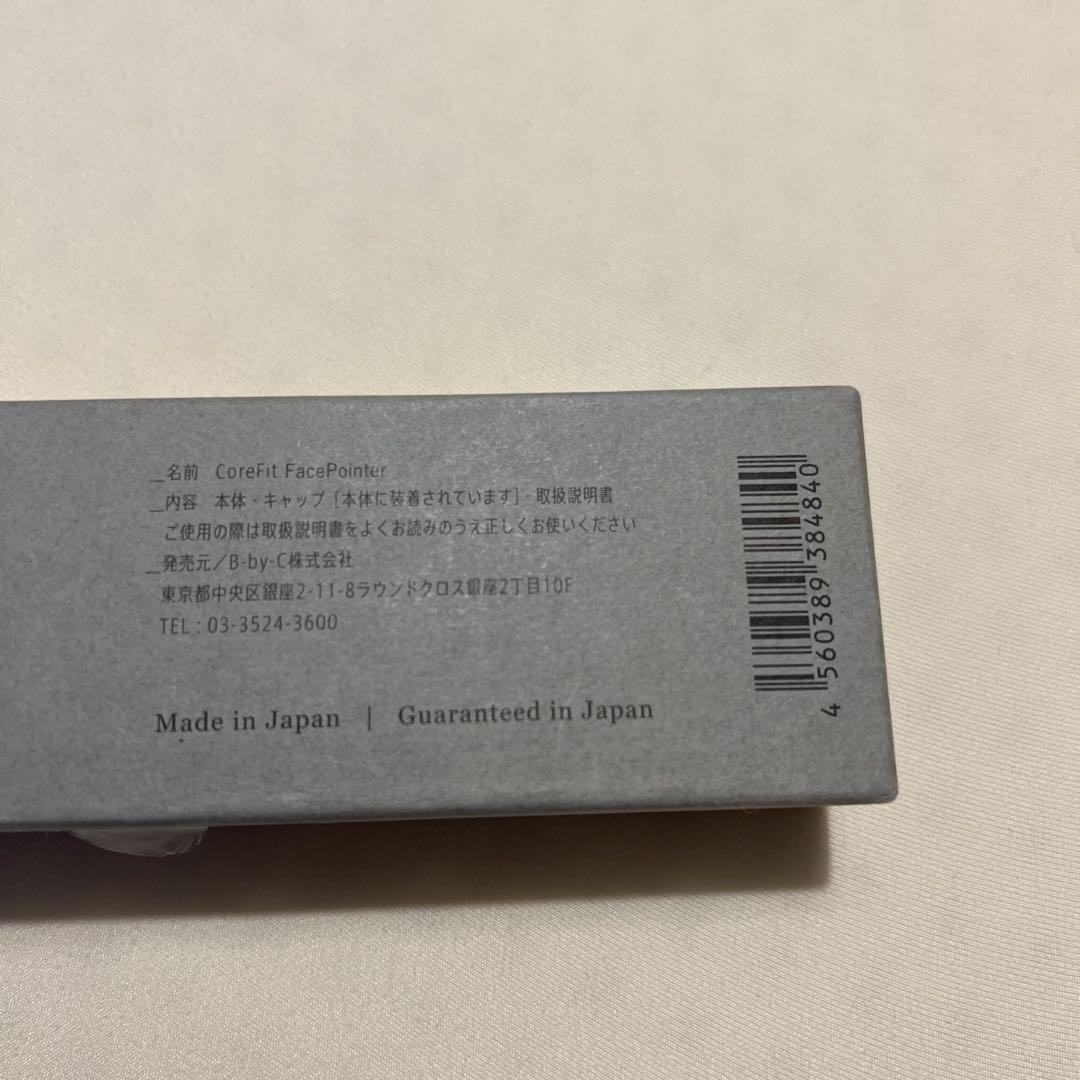 _名前 CoreFit FacePointer
_内容 本体・キャップ[本体に装着されています]・取扱説明書
ご使用の際は取扱説明書をよくお読みのうえ正しくお使いください
_発売元／B-by-C株式会社
東京都中央区銀座2-11-8ラウンドクロス銀座2丁目10F
TEL : 03-3524-3600
Made in Japan | Guaranteed in Japan
4 560389 384840